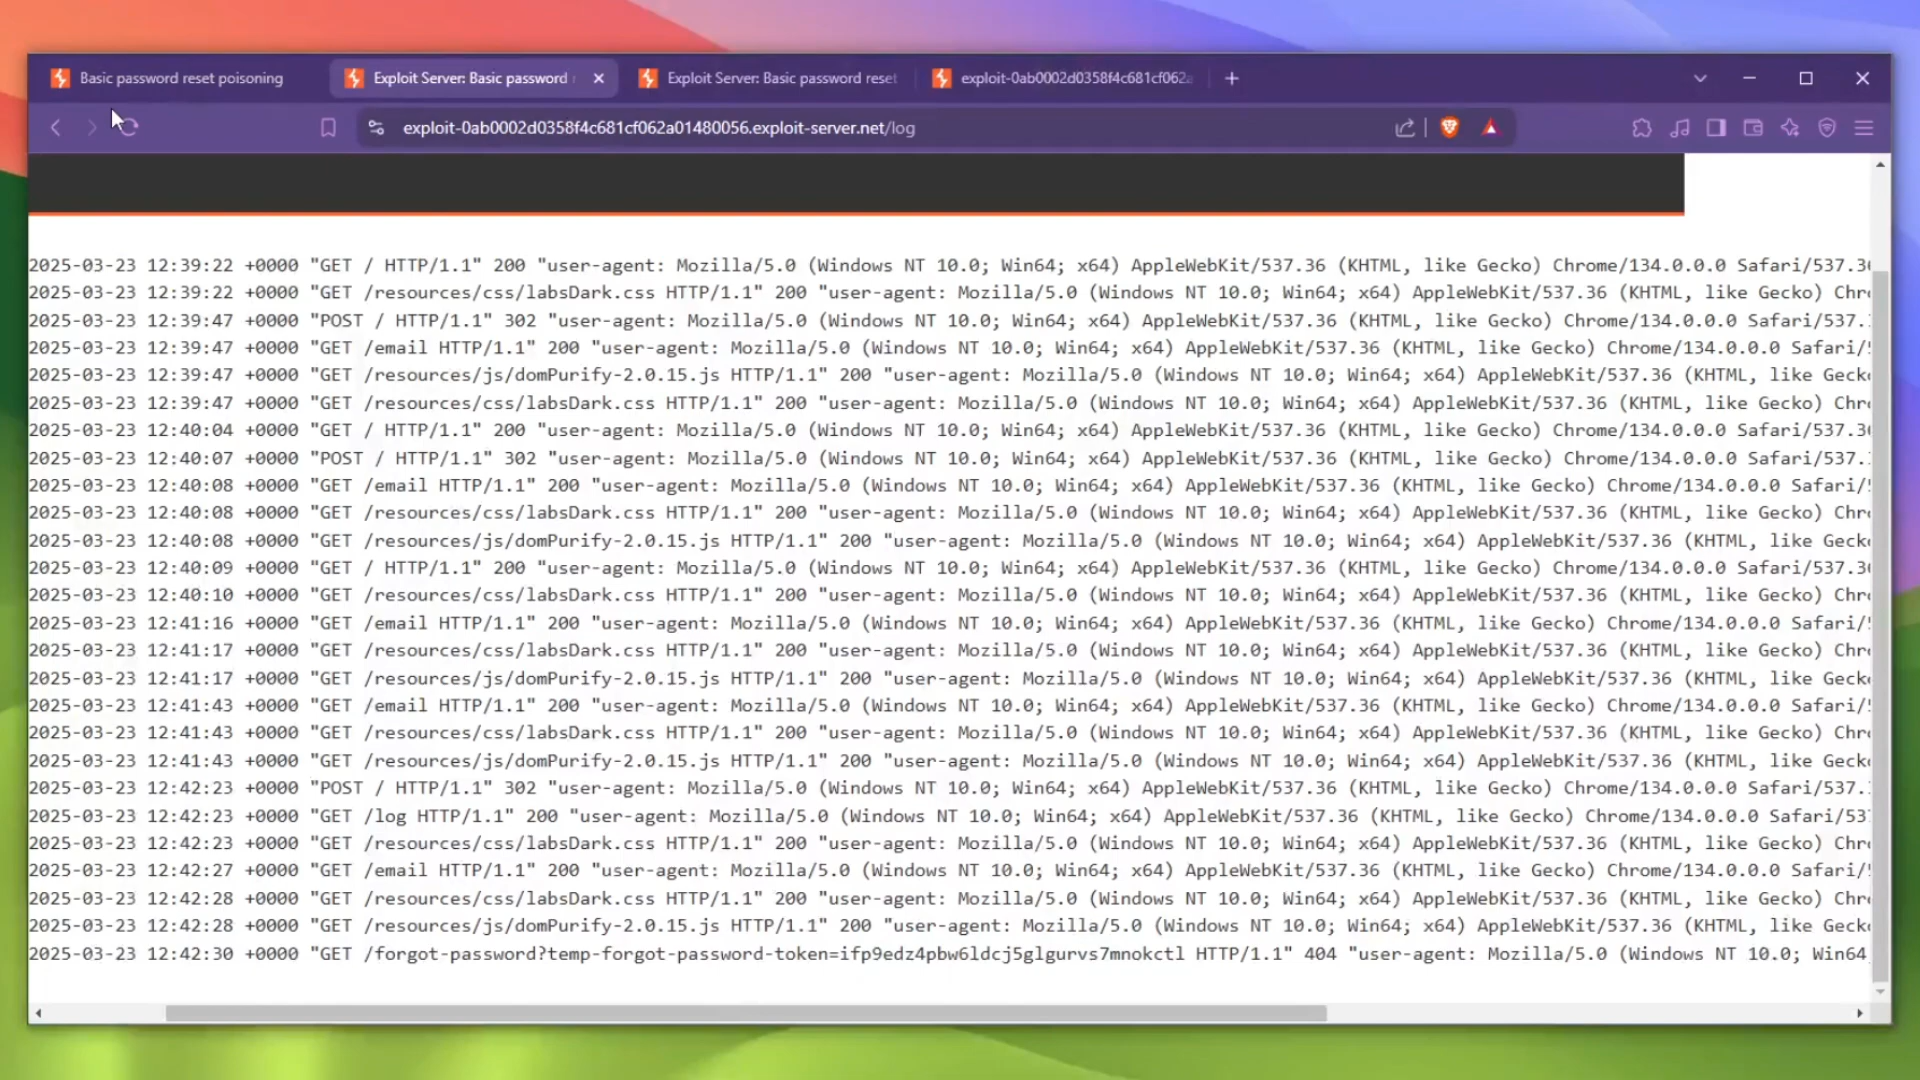 Basic password reset poisoning
Exploit Server: Basic password
Exploit Server: Basic password reset
exploit-0ab0002d0358f4c681cf062a
exploit-0ab0002d0358f4c681cf062a01480056.exploit-server.net/log
2025-03-23 12:39:22 +0000 "GET / HTTP/1.1" 200 "user-agent: Mozilla/5.0 (Windows NT 10.0; Win64; x64) AppleWebKit/537.36 (KHTML, like Gecko) Chrome/134.0.0.0 Safari/537.36
2025-03-23 12:39:22 +0000 "GET /resources/css/labsDark.css HTTP/1.1" 200 "user-agent: Mozilla/5.0 (Windows NT 10.0; Win64; x64) AppleWebKit/537.36 (KHTML, like Gecko) Chr
2025-03-23 12:39:47 +0000 "POST / HTTP/1.1" 302 "user-agent: Mozilla/5.0 (Windows NT 10.0; Win64; x64) AppleWebKit/537.36 (KHTML, like Gecko) Chrome/134.0.0.0 Safari/537.
2025-03-23 12:39:47 +0000 "GET /email HTTP/1.1" 200 "user-agent: Mozilla/5.0 (Windows NT 10.0; Win64; x64) AppleWebKit/537.36 (KHTML, like Gecko) Chrome/134.0.0.0 Safari/
2025-03-23 12:39:47 +0000 "GET /resources/js/domPurify-2.0.15.js HTTP/1.1" 200 "user-agent: Mozilla/5.0 (Windows NT 10.0; Win64; x64) AppleWebKit/537.36 (KHTML, like Geck
2025-03-23 12:39:47 +0000 "GET /resources/css/labsDark.css HTTP/1.1" 200 "user-agent: Mozilla/5.0 (Windows NT 10.0; Win64; x64) AppleWebKit/537.36 (KHTML, like Gecko) Chr
2025-03-23 12:40:04 +0000 "GET / HTTP/1.1" 200 "user-agent: Mozilla/5.0 (Windows NT 10.0; Win64; x64) AppleWebKit/537.36 (KHTML, like Gecko) Chrome/134.0.0.0 Safari/537.36
2025-03-23 12:40:07 +0000 "POST / HTTP/1.1" 302 "user-agent: Mozilla/5.0 (Windows NT 10.0; Win64; x64) AppleWebKit/537.36 (KHTML, like Gecko) Chrome/134.0.0.0 Safari/537.
2025-03-23 12:40:08 +0000 "GET /email HTTP/1.1" 200 "user-agent: Mozilla/5.0 (Windows NT 10.0; Win64; x64) AppleWebKit/537.36 (KHTML, like Gecko) Chrome/134.0.0.0 Safari/
2025-03-23 12:40:08 +0000 "GET /resources/css/labsDark.css HTTP/1.1" 200 "user-agent: Mozilla/5.0 (Windows NT 10.0; Win64; x64) AppleWebKit/537.36 (KHTML, like Gecko) Chr
2025-03-23 12:40:08 +0000 "GET /resources/js/domPurify-2.0.15.js HTTP/1.1" 200 "user-agent: Mozilla/5.0 (Windows NT 10.0; Win64; x64) AppleWebKit/537.36 (KHTML, like Geck
2025-03-23 12:40:09 +0000 "GET / HTTP/1.1" 200 "user-agent: Mozilla/5.0 (Windows NT 10.0; Win64; x64) AppleWebKit/537.36 (KHTML, like Gecko) Chrome/134.0.0.0 Safari/537.36
2025-03-23 12:40:10 +0000 "GET /resources/css/labsDark.css HTTP/1.1" 200 "user-agent: Mozilla/5.0 (Windows NT 10.0; Win64; x64) AppleWebKit/537.36 (KHTML, like Gecko) Chr
2025-03-23 12:41:16 +0000 "GET /email HTTP/1.1" 200 "user-agent: Mozilla/5.0 (Windows NT 10.0; Win64; x64) AppleWebKit/537.36 (KHTML, like Gecko) Chrome/134.0.0.0 Safari/
2025-03-23 12:41:17 +0000 "GET /resources/css/labsDark.css HTTP/1.1" 200 "user-agent: Mozilla/5.0 (Windows NT 10.0; Win64; x64) AppleWebKit/537.36 (KHTML, like Gecko) Chr
2025-03-23 12:41:17 +0000 "GET /resources/js/domPurify-2.0.15.js HTTP/1.1" 200 "user-agent: Mozilla/5.0 (Windows NT 10.0; Win64; x64) AppleWebKit/537.36 (KHTML, like Geck
2025-03-23 12:41:43 +0000 "GET /email HTTP/1.1" 200 "user-agent: Mozilla/5.0 (Windows NT 10.0; Win64; x64) AppleWebKit/537.36 (KHTML, like Gecko) Chrome/134.0.0.0 Safari/
2025-03-23 12:41:43 +0000 "GET /resources/css/labsDark.css HTTP/1.1" 200 "user-agent: Mozilla/5.0 (Windows NT 10.0; Win64; x64) AppleWebKit/537.36 (KHTML, like Gecko) Chr
2025-03-23 12:41:43 +0000 "GET /resources/js/domPurify-2.0.15.js HTTP/1.1" 200 "user-agent: Mozilla/5.0 (Windows NT 10.0; Win64; x64) AppleWebKit/537.36 (KHTML, like Geck
2025-03-23 12:42:23 +0000 "POST / HTTP/1.1" 302 "user-agent: Mozilla/5.0 (Windows NT 10.0; Win64; x64) AppleWebKit/537.36 (KHTML, like Gecko) Chrome/134.0.0.0 Safari/537.
2025-03-23 12:42:23 +0000 "GET /log HTTP/1.1" 200 "user-agent: Mozilla/5.0 (Windows NT 10.0; Win64; x64) AppleWebKit/537.36 (KHTML, like Gecko) Chrome/134.0.0.0 Safari/53
2025-03-23 12:42:23 +0000 "GET /resources/css/labsDark.css HTTP/1.1" 200 "user-agent: Mozilla/5.0 (Windows NT 10.0; Win64; x64) AppleWebKit/537.36 (KHTML, like Gecko) Chr
2025-03-23 12:42:27 +0000 "GET /email HTTP/1.1" 200 "user-agent: Mozilla/5.0 (Windows NT 10.0; Win64; x64) AppleWebKit/537.36 (KHTML, like Gecko) Chrome/134.0.0.0 Safari/
2025-03-23 12:42:28 +0000 "GET /resources/css/labsDark.css HTTP/1.1" 200 "user-agent: Mozilla/5.0 (Windows NT 10.0; Win64; x64) AppleWebKit/537.36 (KHTML, like Gecko) Chr
2025-03-23 12:42:28 +0000 "GET /resources/js/domPurify-2.0.15.js HTTP/1.1" 200 "user-agent: Mozilla/5.0 (Windows NT 10.0; Win64; x64) AppleWebKit/537.36 (KHTML, like Geck
2025-03-23 12:42:30 +0000 "GET /forgot-password?temp-forgot-password-token=ifp9edz4pbw6ldcj5glgurvs7mnokctl HTTP/1.1" 404 "user-agent: Mozilla/5.0 (Windows NT 10.0; Win64